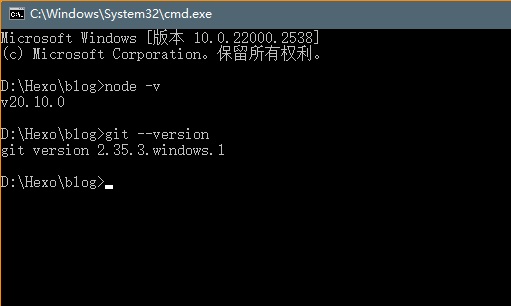 C:\Windows\System32\cmd.exe
Microsoft Windows [版本 10.0.22000.2538]
(c) Microsoft Corporation。保留所有权利。
D:\Hexo\blog>node -v
v20.10.0
D:\Hexo\blog>git --version
git version 2.35.3.windows.1
D:\Hexo\blog>